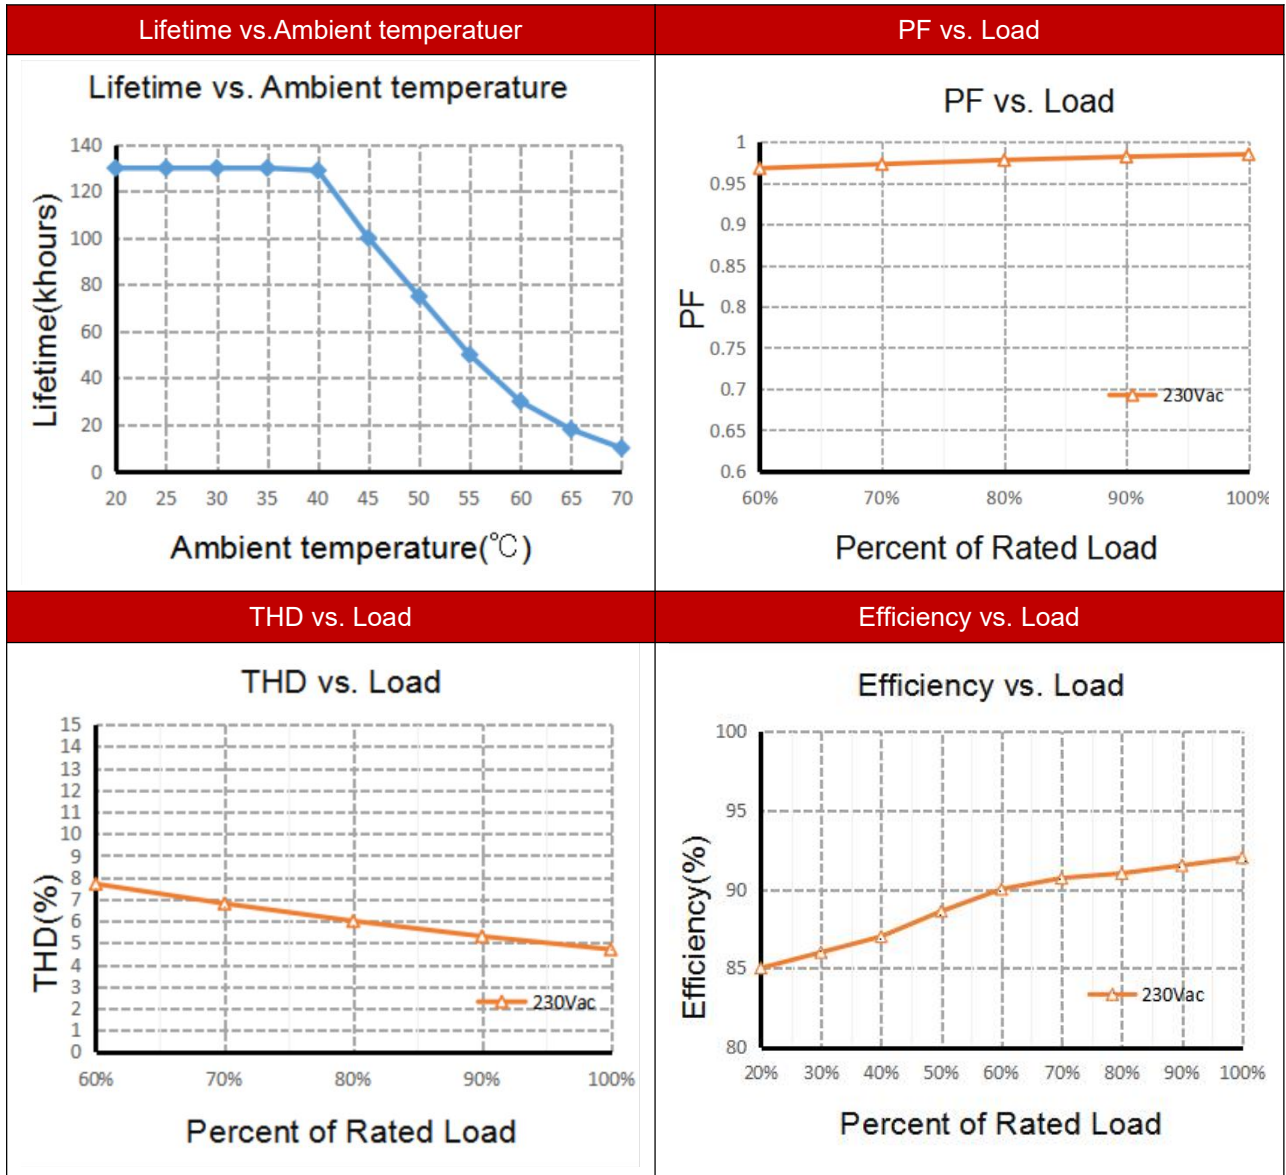 Lifetime vs.Ambient temperatuer
PF vs. Load
Lifetime vs. Ambient temperature
Lifetime(khours)
140
120
100
80
60
40
20
0
20 25 30 35 40 45 50 55 60 65 70
Ambient temperature(℃)
PF vs. Load
PF
1
0.95
0.9
0.85
0.8
0.75
0.7
0.65
0.6
230Vac
60% 70% 80% 90% 100%
Percent of Rated Load
THD vs. Load
Efficiency vs. Load
THD vs. Load
THD(%)
15
14
13
12
11
10
9
8
7
6
5
4
3
2
1
0
230Vac
60% 70% 80% 90% 100%
Percent of Rated Load
Efficiency vs. Load
Efficiency(%)
100
95
90
85
80
230Vac
20% 30% 40% 50% 60% 70% 80% 90% 100%
Percent of Rated Load